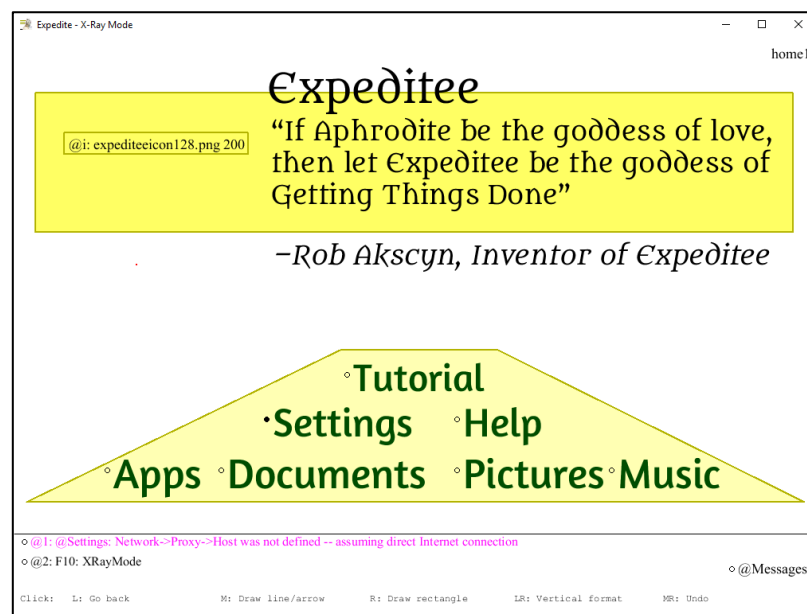 Expedite - X-Ray Mode
home1
Expeditee
@i: expediteeicon128.png 200
“If Aphrodite be the goddess of love,
then let Expeditee be the goddess of
Getting Things Done”
–Rob Akscyn, Inventor of Expeditee
Tutorial
Settings Help
Apps Documents Pictures Music
@1: @Settings: Network->Proxy->Host was not defined -- assuming direct Internet connection
@2: F10: XRayMode
@Messages
Click: L: Go back M: Draw line/arrow R: Draw rectangle LR: Vertical format MR: Undo